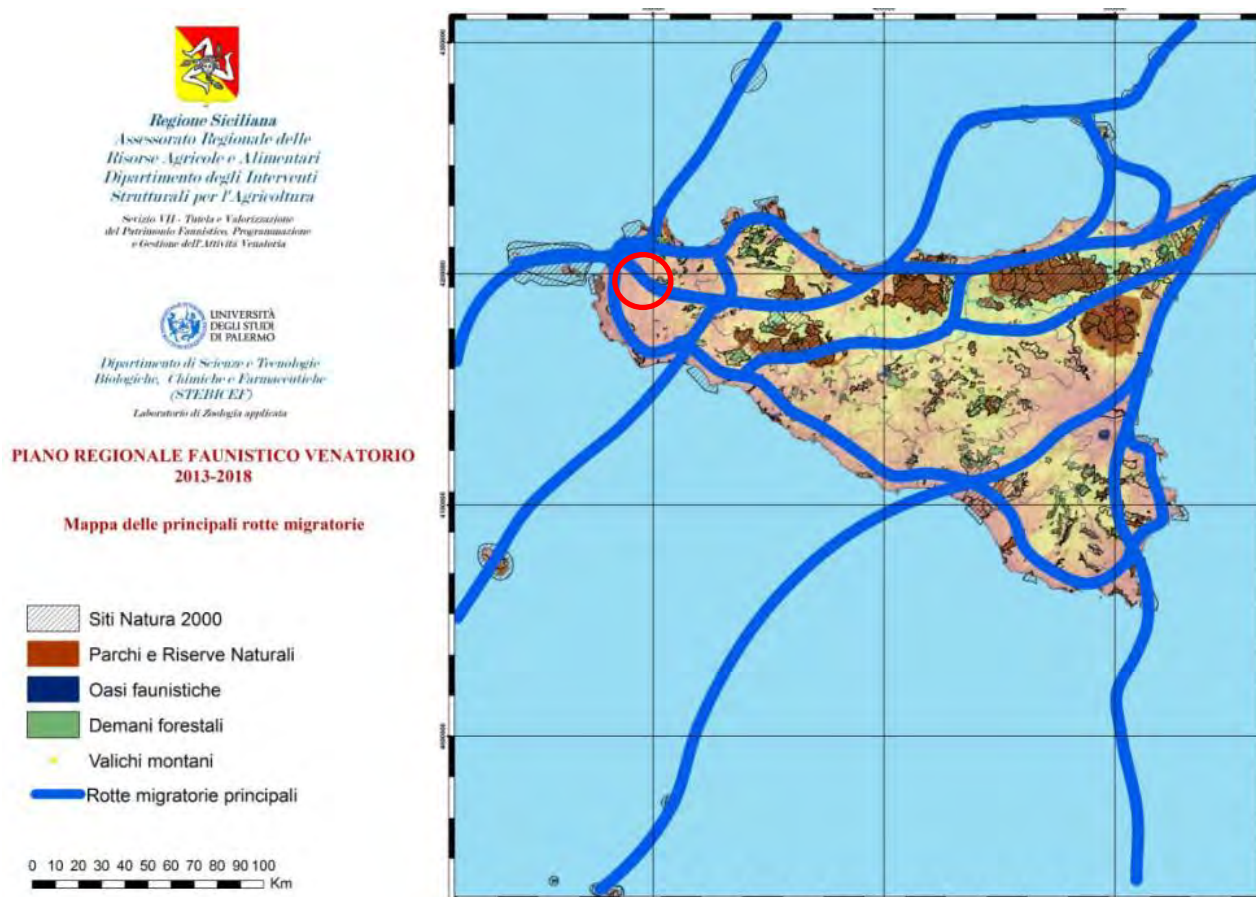 Regione Siciliana
Assessorato Regionale delle
Risorse Agricole e Alimentari
Dipartimento degli Interventi
Strutturali per l'Agricoltura
Servizio VII - Tutela e Valorizzazione
del Patrimonio Faunistico, Programmazione
e Gestione dell'Attività Venatoria
UNIVERSITÀ
DEGLI STUDI
DI PALERMO
Dipartimento di Scienze e Tecnologie
Biologiche, Chimiche e Farmaceutiche
(STEBICEF)
Laboratorio di Zoologia applicata
PIANO REGIONALE FAUNISTICO VENATORIO
2013-2018
Mappa delle principali rotte migratorie
Siti Natura 2000
Parchi e Riserve Naturali
Oasi faunistiche
Demani forestali
Valichi montani
Rotte migratorie principali
0 10 20 30 40 50 60 70 80 90 100
Km
4300000
4200000
4100000
4000000